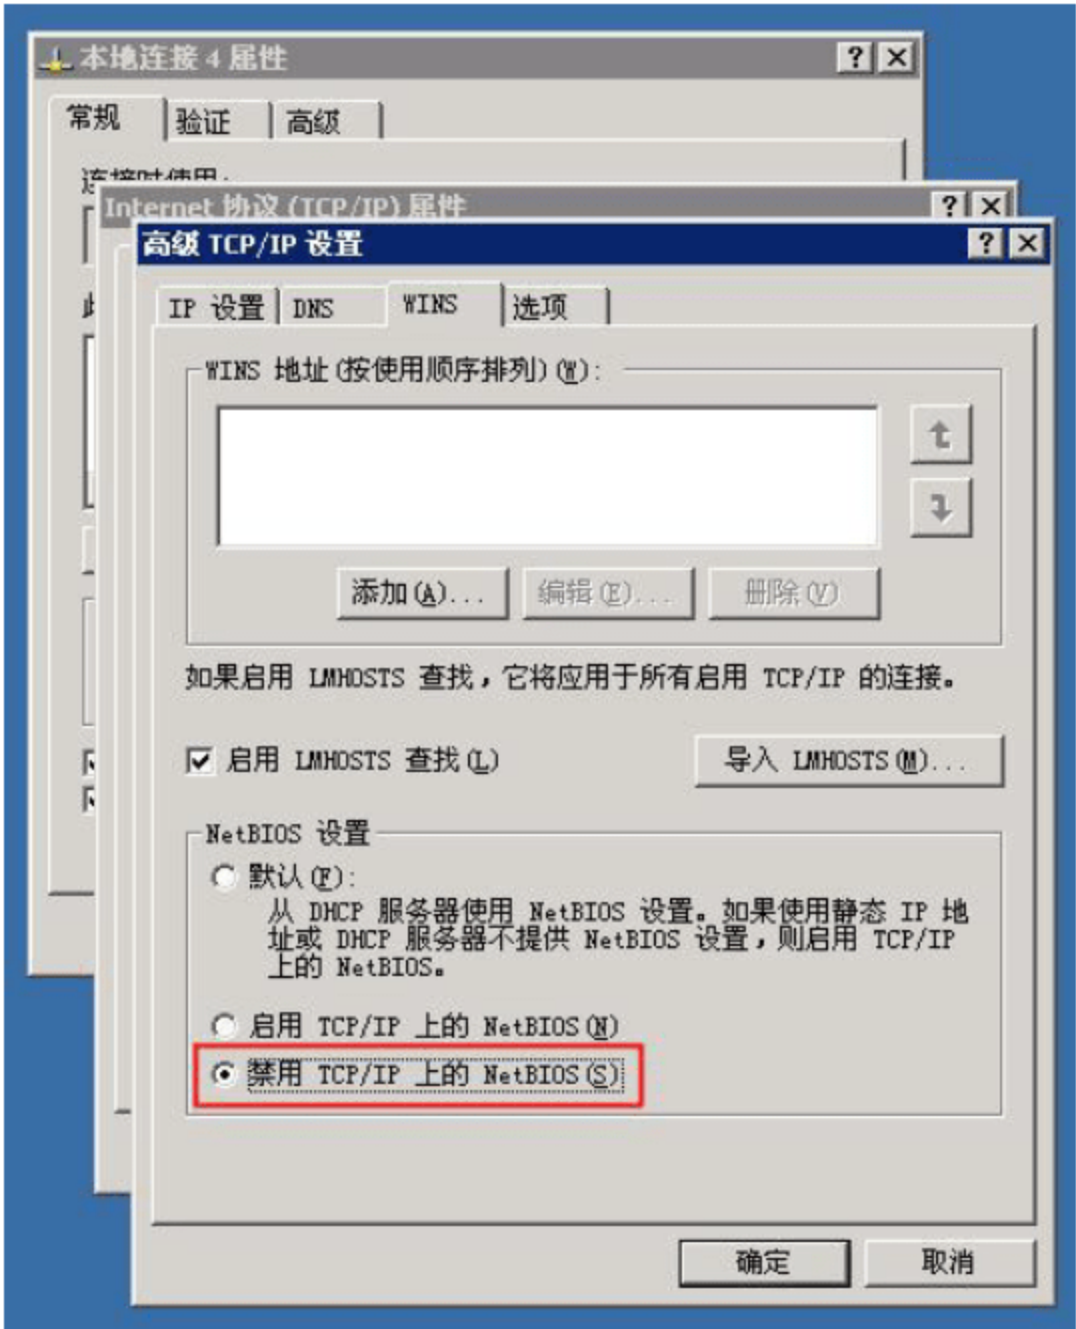 本地连接 4 属性
常规 验证 高级
连接时使用:
Internet 协议 (TCP/IP) 属性
高级 TCP/IP 设置
IP 设置 DNS WINS 选项
WINS 地址(按使用顺序排列)(W):
添加(A)... 编辑(E)... 删除(V)
如果启用 LMHOSTS 查找，它将应用于所有启用 TCP/IP 的连接。
启用 LMHOSTS 查找(L) 导入 LMHOSTS(M)...
NetBIOS 设置
默认(F):
从 DHCP 服务器使用 NetBIOS 设置。如果使用静态 IP 地
址或 DHCP 服务器不提供 NetBIOS 设置，则启用 TCP/IP
上的 NetBIOS。
启用 TCP/IP 上的 NetBIOS(N)
禁用 TCP/IP 上的 NetBIOS(S)
确定 取消